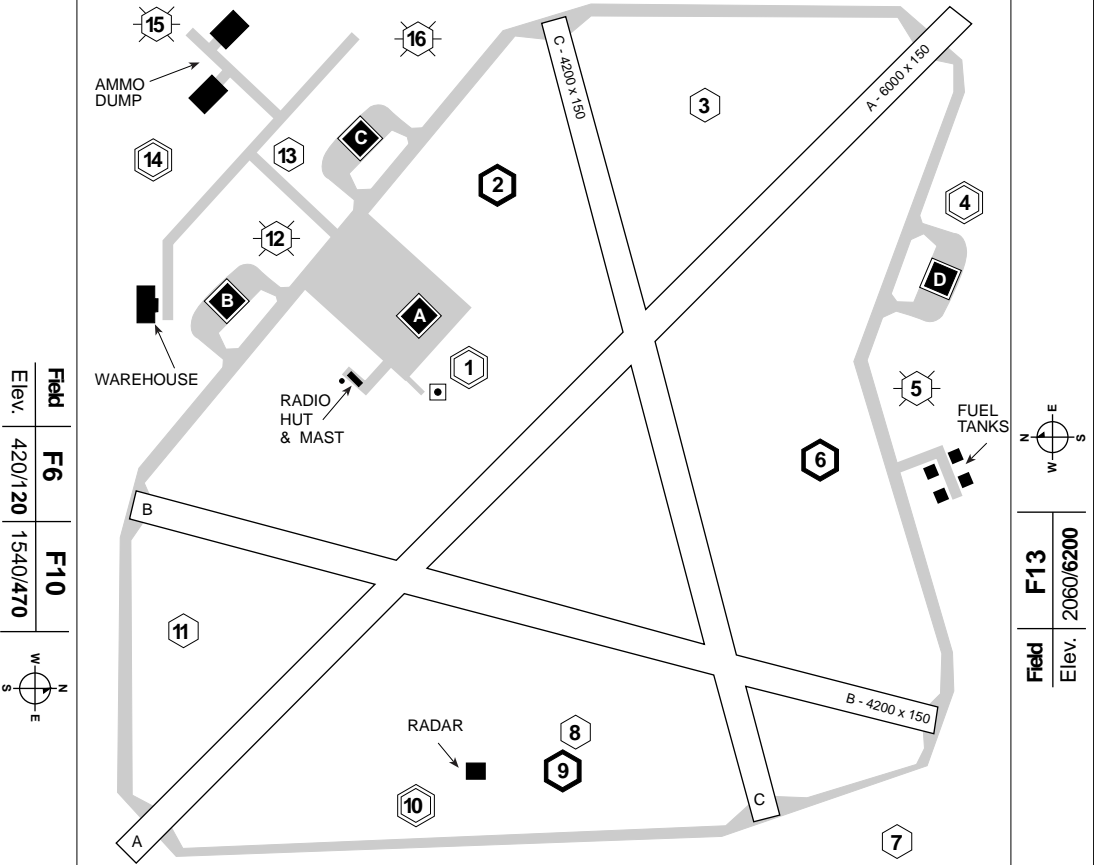 15
16
AMMO
DUMP
C
C - 4200 x 150
A - 6000 x 150
3
13
14
2
4
12
B
A
D
WAREHOUSE
1
RADIO
HUT
& MAST
5
FUEL
TANKS
6
B
11
B - 4200 x 150
RADAR
8
9
10
C
A
7
Field F6 F10
Elev. 420/120 1540/470
W N S E
E N S W
F13 2060/6200
Field Elev.